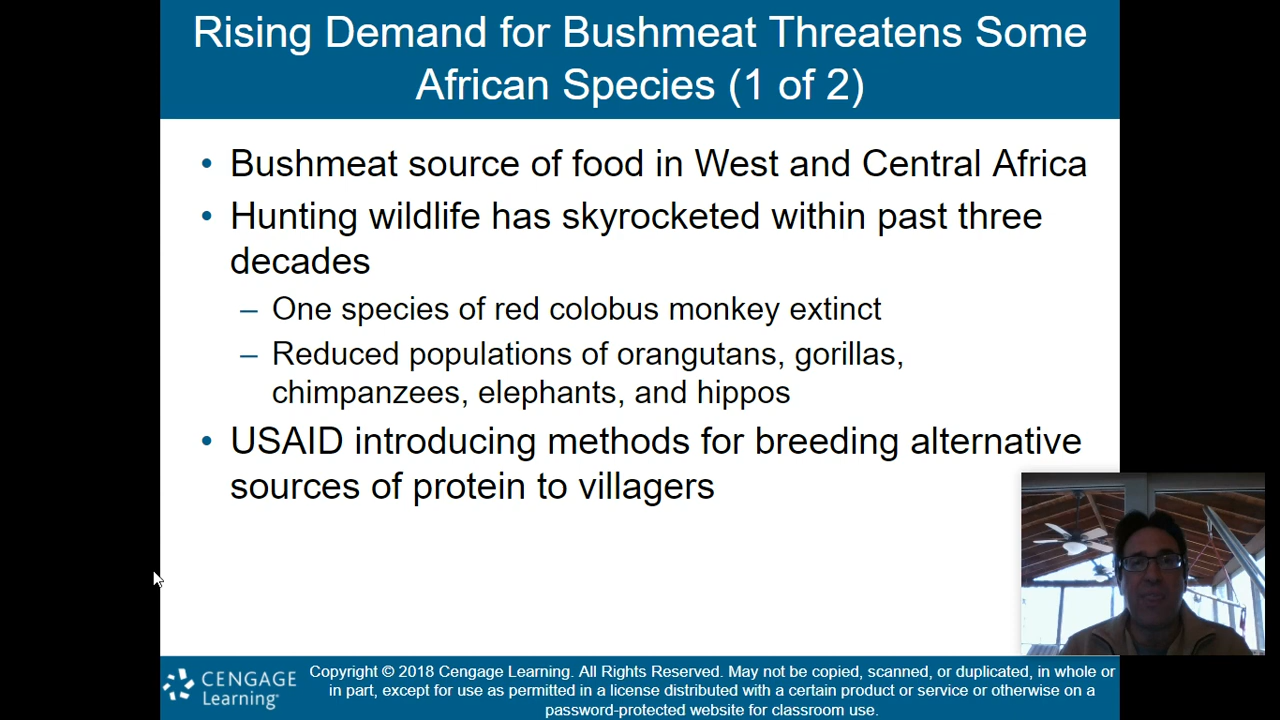 Rising Demand for Bushmeat Threatens Some
African Species (1 of 2)
• Bushmeat source of food in West and Central Africa
• Hunting wildlife has skyrocketed within past three
decades
– One species of red colobus monkey extinct
– Reduced populations of orangutans, gorillas,
chimpanzees, elephants, and hippos
• USAID introducing methods for breeding alternative
sources of protein to villagers
CENGAGE
Learning
Copyright © 2018 Cengage Learning. All Rights Reserved. May not be copied, scanned, or duplicated, in whole or
in part, except for use as permitted in a license distributed with a certain product or service or otherwise on a
password-protected website for classroom use.